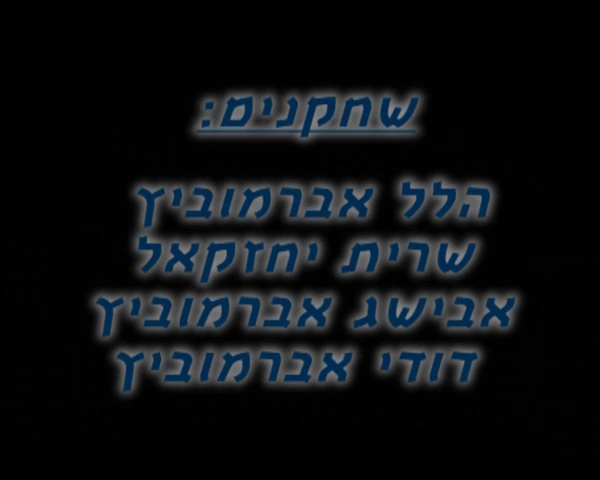 שחקנים:
הלל אברמוביץ
שרית יחזקאל
אבישג אברמוביץ
דודי אברמוביץ